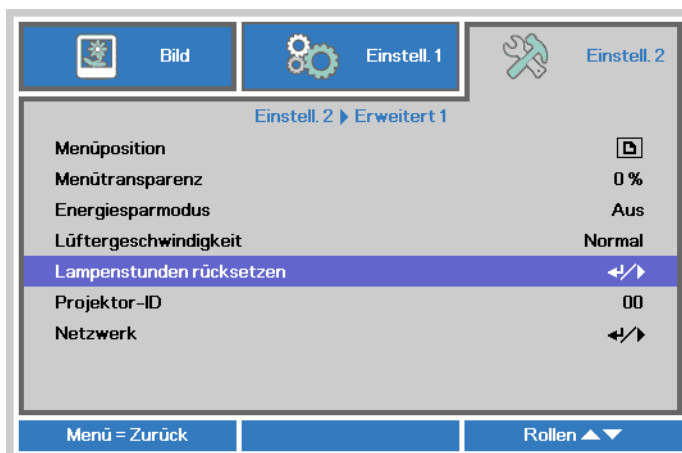 Bild
Einstell. 1
Einstell. 2
Einstell. 2 ▶ Erweitert 1
Menüposition
Menütransparenz 0 %
Energiesparmodus Aus
Lüftergeschwindigkeit Normal
Lampenstunden rücksetzen ↵/▶
Projektor-ID 00
Netzwerk ↵/▶
Menü = Zurück Rollen ▲▼